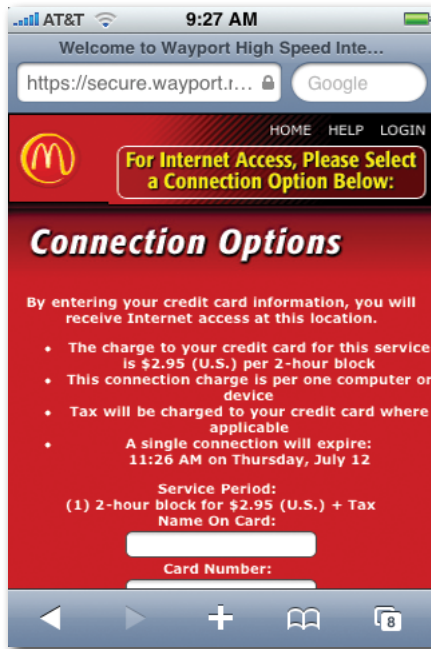 AT&T 9:27 AM
Welcome to Wayport High Speed Inte...
https://secure.wayport.r... Google
HOME HELP LOGIN
For Internet Access, Please Select
a Connection Option Below:
Connection Options
By entering your credit card information, you will
receive Internet access at this location.
• The charge to your credit card for this service
is $2.95 (U.S.) per 2-hour block
• This connection charge is per one computer or
device
• Tax will be charged to your credit card where
applicable
• A single connection will expire:
11:26 AM on Thursday, July 12
Service Period:
(1) 2-hour block for $2.95 (U.S.) + Tax
Name On Card:
Card Number:
8